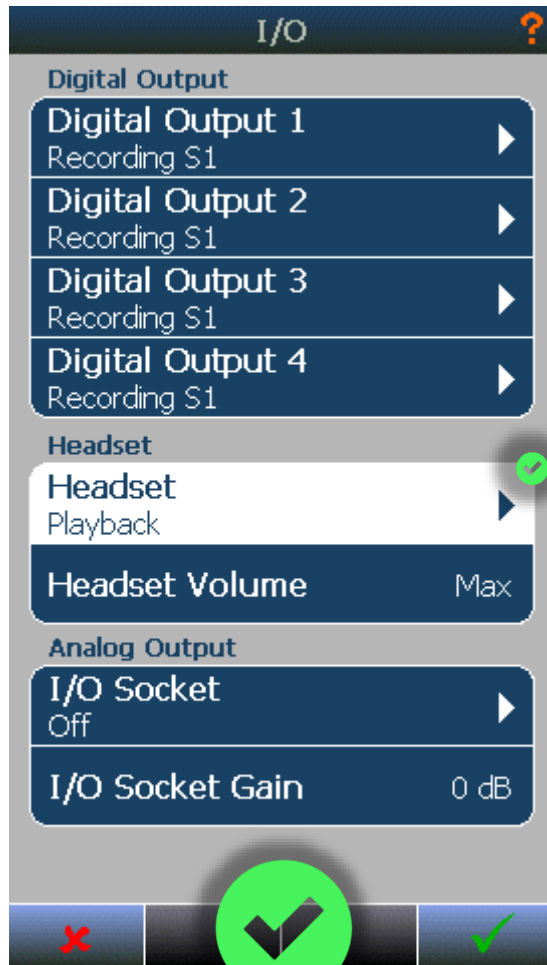 I/O
?
Digital Output
Digital Output 1
Recording S1
Digital Output 2
Recording S1
Digital Output 3
Recording S1
Digital Output 4
Recording S1
Headset
Headset
Playback
Headset Volume Max
Analog Output
I/O Socket
Off
I/O Socket Gain 0 dB